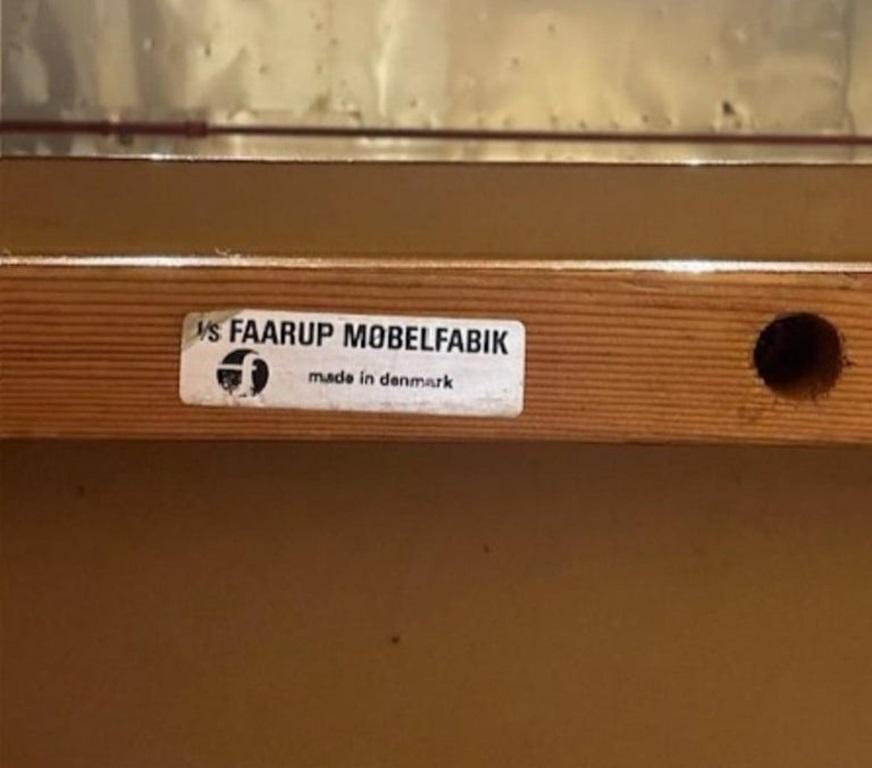 I/S FAARUP MØBELFABIK
f
made in denmark